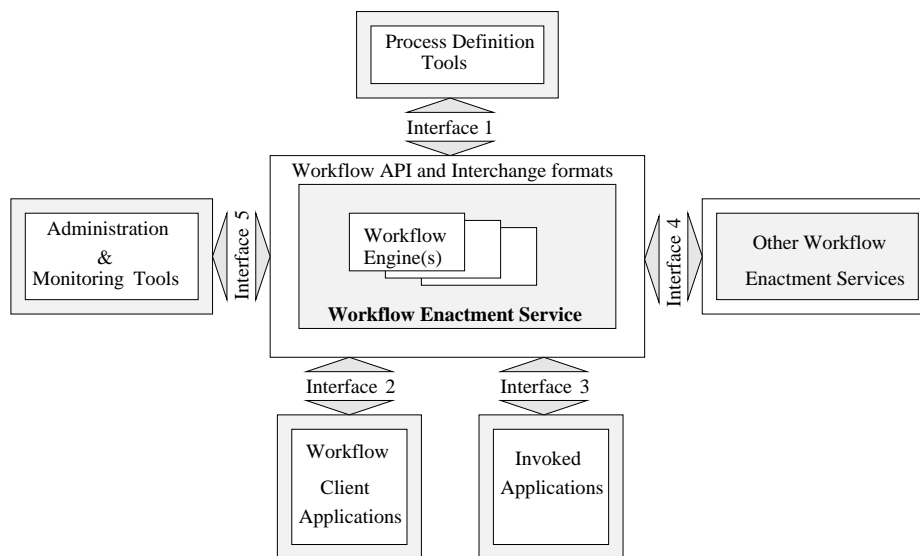 Process Definition
Tools
Interface 1
Workflow API and Interchange formats
Workflow
Engine(s)
Workflow Enactment Service
Administration
&
Monitoring Tools
Interface 5
Interface 4
Other Workflow
Enactment Services
Interface 2
Interface 3
Workflow
Client
Applications
Invoked
Applications